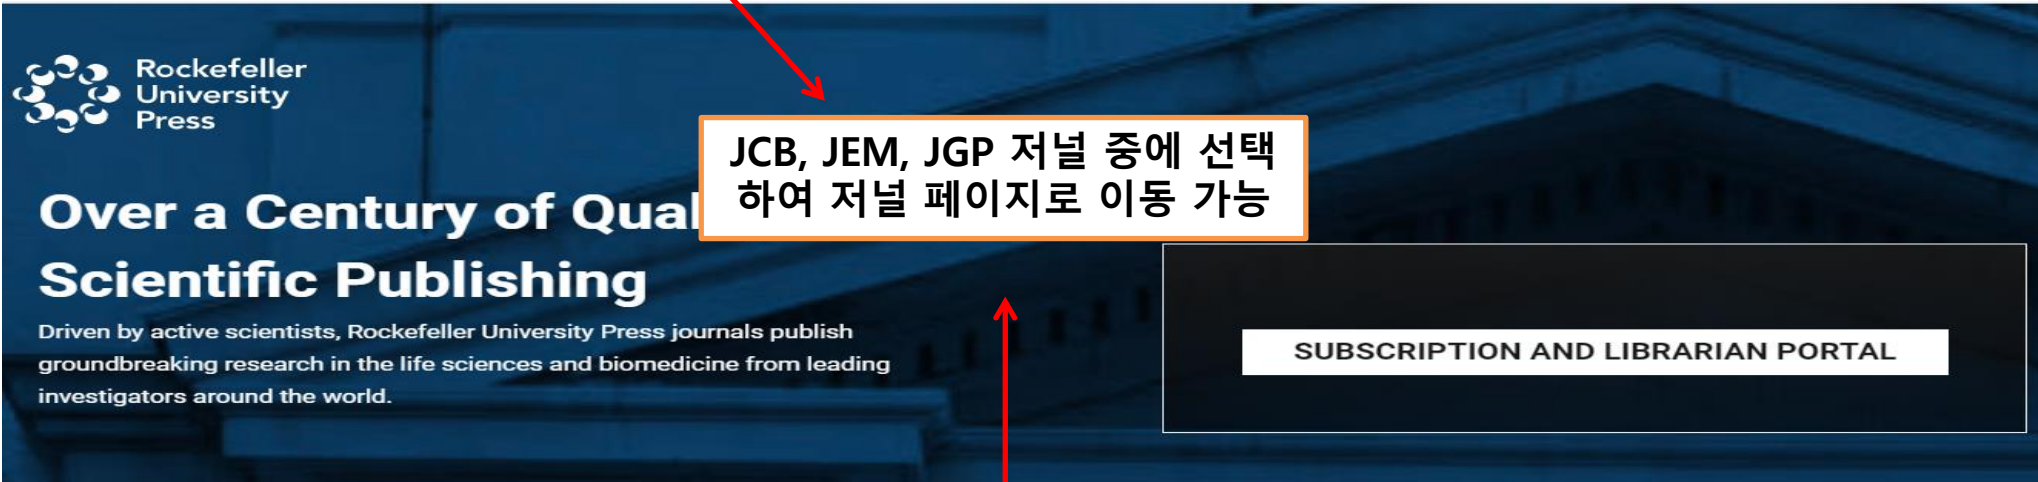 Rockefeller
University
Press
JCB, JEM, JGP 저널 중에 선택
하여 저널 페이지로 이동 가능
Over a Century of Qual
Scientific Publishing
Driven by active scientists, Rockefeller University Press journals publish
groundbreaking research in the life sciences and biomedicine from leading
investigators around the world.
SUBSCRIPTION AND LIBRARIAN PORTAL